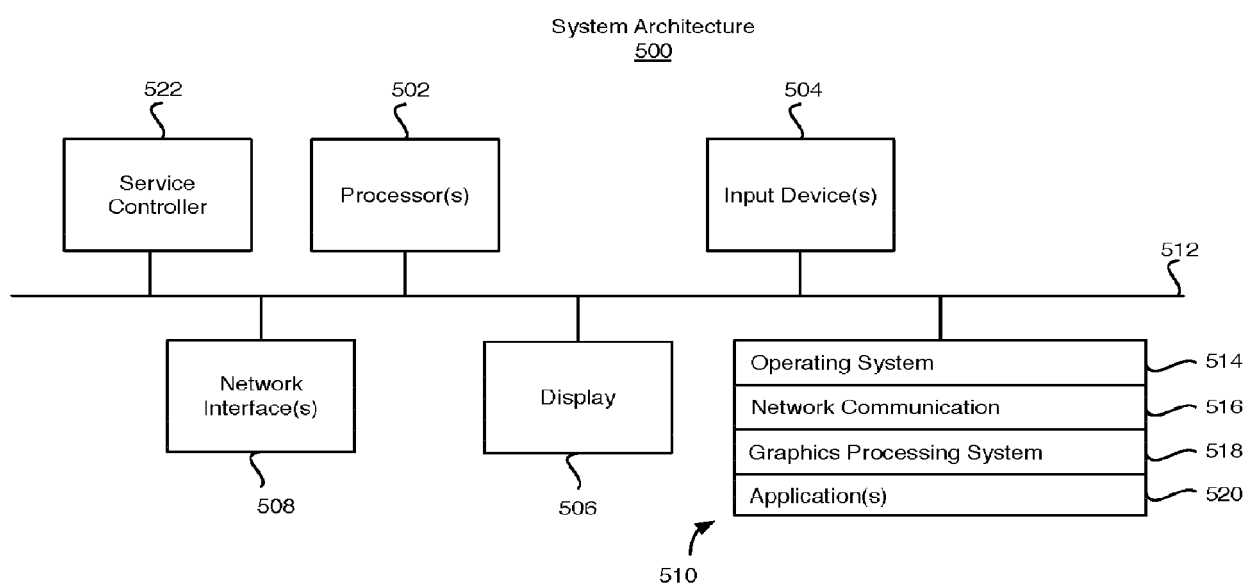 System Architecture
500
522
502
504
Service
Controller
Processor(s)
Input Device(s)
512
Network
Interface(s)
Display
Operating System
514
Network Communication
516
Graphics Processing System
518
Application(s)
520
508
506
510